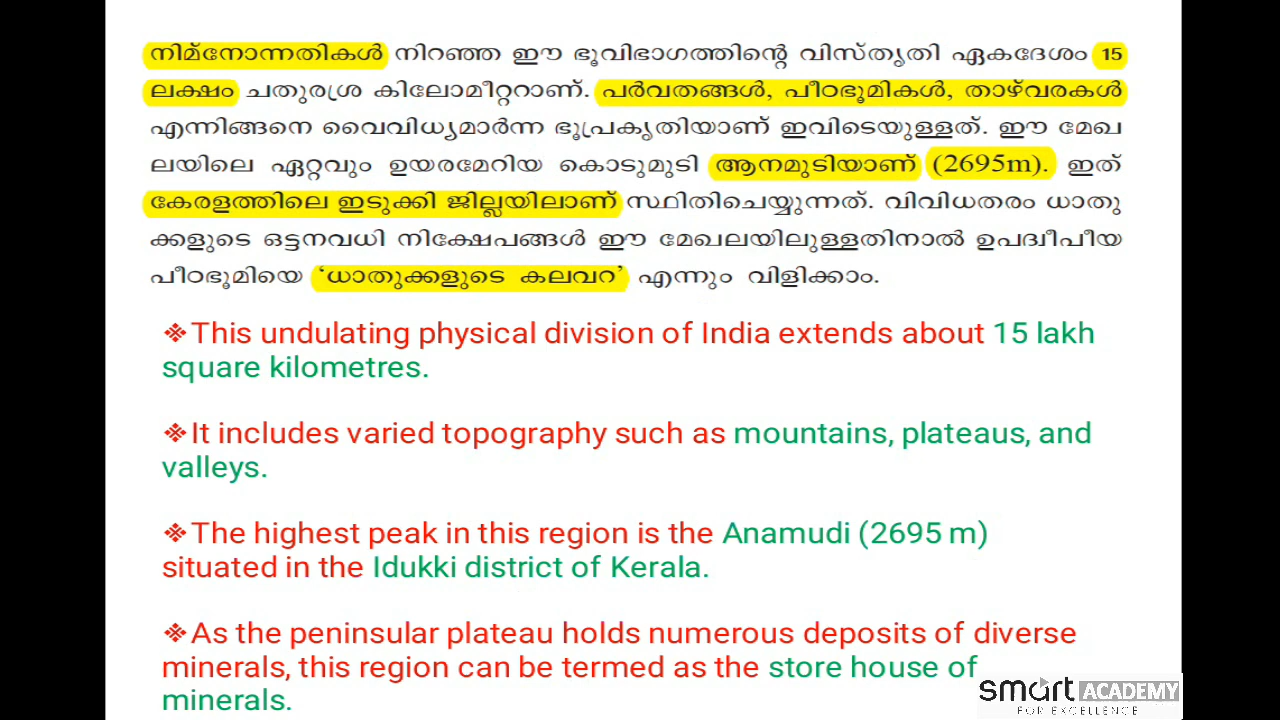 നിമ്നോന്നതികൾ നിറഞ്ഞ ഈ ഭൂവിഭാഗത്തിന്റെ വിസ്തൃതി ഏകദേശം 15
ലക്ഷം ചതുരശ്ര കിലോമീറ്ററാണ്. പർവതങ്ങൾ, പീഠഭൂമികൾ, താഴ്വരകൾ
എന്നിങ്ങനെ വൈവിധ്യമാർന്ന ഭൂപ്രകൃതിയാണ് ഇവിടെയുള്ളത്. ഈ മേഖ
ലയിലെ ഏറ്റവും ഉയരമേറിയ കൊടുമുടി ആനമുടിയാണ് (2695m). ഇത്
കേരളത്തിലെ ഇടുക്കി ജില്ലയിലാണ് സ്ഥിതിചെയ്യുന്നത്. വിവിധതരം ധാതു
ക്കളുടെ ഒട്ടനവധി നിക്ഷേപങ്ങൾ ഈ മേഖലയിലുള്ളതിനാൽ ഉപദ്വീപീയ
പീഠഭൂമിയെ ‘ധാതുക്കളുടെ കലവറ’ എന്നും വിളിക്കാം.
❖This undulating physical division of India extends about 15 lakh
square kilometres.
❖It includes varied topography such as mountains, plateaus, and
valleys.
❖The highest peak in this region is the Anamudi (2695 m)
situated in the Idukki district of Kerala.
❖As the peninsular plateau holds numerous deposits of diverse
minerals, this region can be termed as the store house of
minerals.
smart ACADEMY
FOR EXCELLENCE